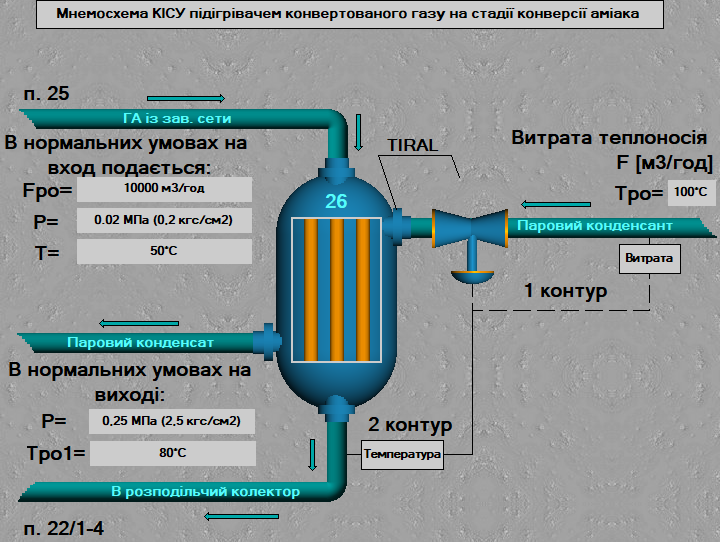 Мнемосхема КІСУ підігрівачем конвертованого газу на стадії конверсії аміака
п. 25
ГА із зав. сети
В нормальних умовах на
вход подається:
Fpo=
10000 м3/год
P=
0.02 МПа (0,2 кгс/см2)
T=
50°C
TIRAL
26
Витрата теплоносія
F [м3/год]
Tpo=
100°C
Паровий конденсант
Витрата
1 контур
Паровий конденсат
В нормальних умовах на
виході:
P=
0,25 МПа (2,5 кгс/см2)
Tpo1=
80°C
2 контур
Температура
В розподільчий колектор
п. 22/1-4